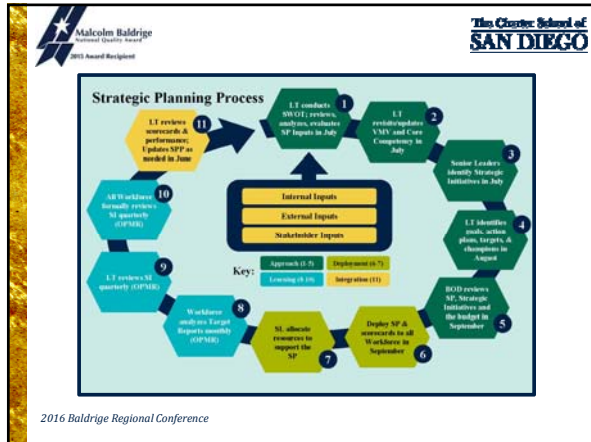 Malcolm Baldrige
National Quality Award
2015 Award Recipient
The Charter School of
SAN DIEGO
Strategic Planning Process
LT conducts
SWOT; reviews,
analyzes, evaluates
SP Inputs in July
1
LT
revisits/updates
VMV and Core
Competency in
July
2
Senior Leaders
identify Strategic
Initiatives in July
3
LT identifies
goals, action
plans, targets, &
champions in
August
4
BOD reviews
SP, Strategic
Initiatives and
the budget in
September
5
Deploy SP &
scorecards to all
Workforce in
September
6
SL allocate
resources to
support the
SP
7
Workforce
analyzes Target
Reports monthly
(OPMR)
8
LT reviews SI
quarterly (OPMR)
9
All Workforce
formally reviews
SI quarterly
(OPMR)
10
LT reviews
scorecards &
performance;
Updates SPP as
needed in June
11
Internal Inputs
External Inputs
Stakeholder Inputs
Key:
Approach (1-5)
Deployment (6-7)
Learning (8-10)
Integration (11)
2016 Baldrige Regional Conference